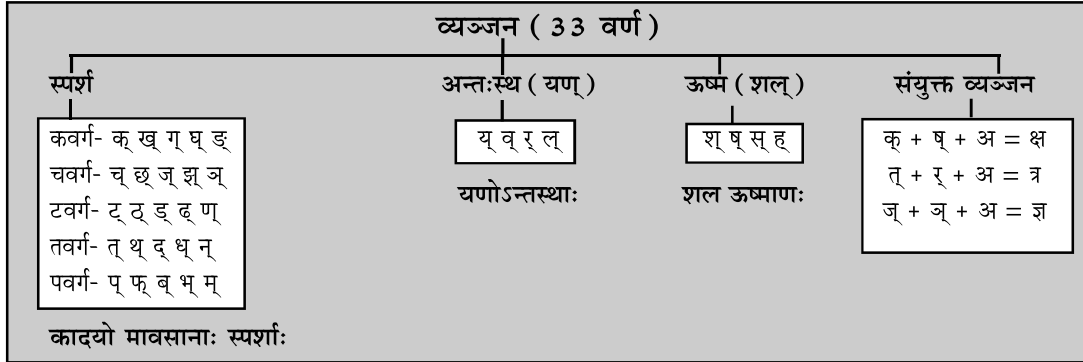 व्यञ्जन ( 33 वर्ण )
स्पर्श
कवर्ग- क् ख् ग् घ् ङ्
चवर्ग- च् छ् ज् झ् ञ्
टवर्ग- ट् ठ् ड् ढ् ण्
तवर्ग- त् थ् द् ध् न्
पवर्ग- प् फ् ब् भ् म्
कादयो मावसानाः स्पर्शाः
अन्तःस्थ ( यण् )
य् व् र् ल्
यणोऽन्तस्थाः
ऊष्म ( शल् )
श् ष् स् ह्
शल ऊष्माणः
संयुक्त व्यञ्जन
क् + ष् + अ = क्ष
त् + र् + अ = त्र
ज् + ञ् + अ = ज्ञ